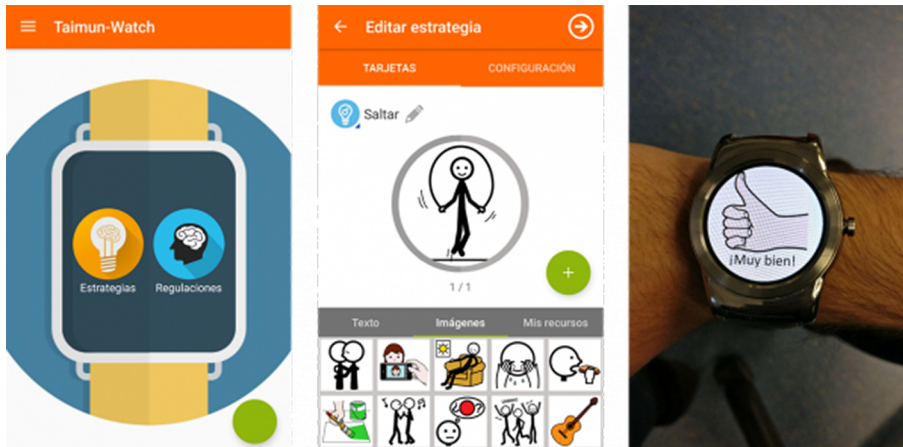 Taimun-Watch
Estrategias
Regulaciones
Editar estrategia
TARJETAS
CONFIGURACIÓN
Saltar
1 / 1
Texto
Imágenes
Mis recursos
¡Muy bien!